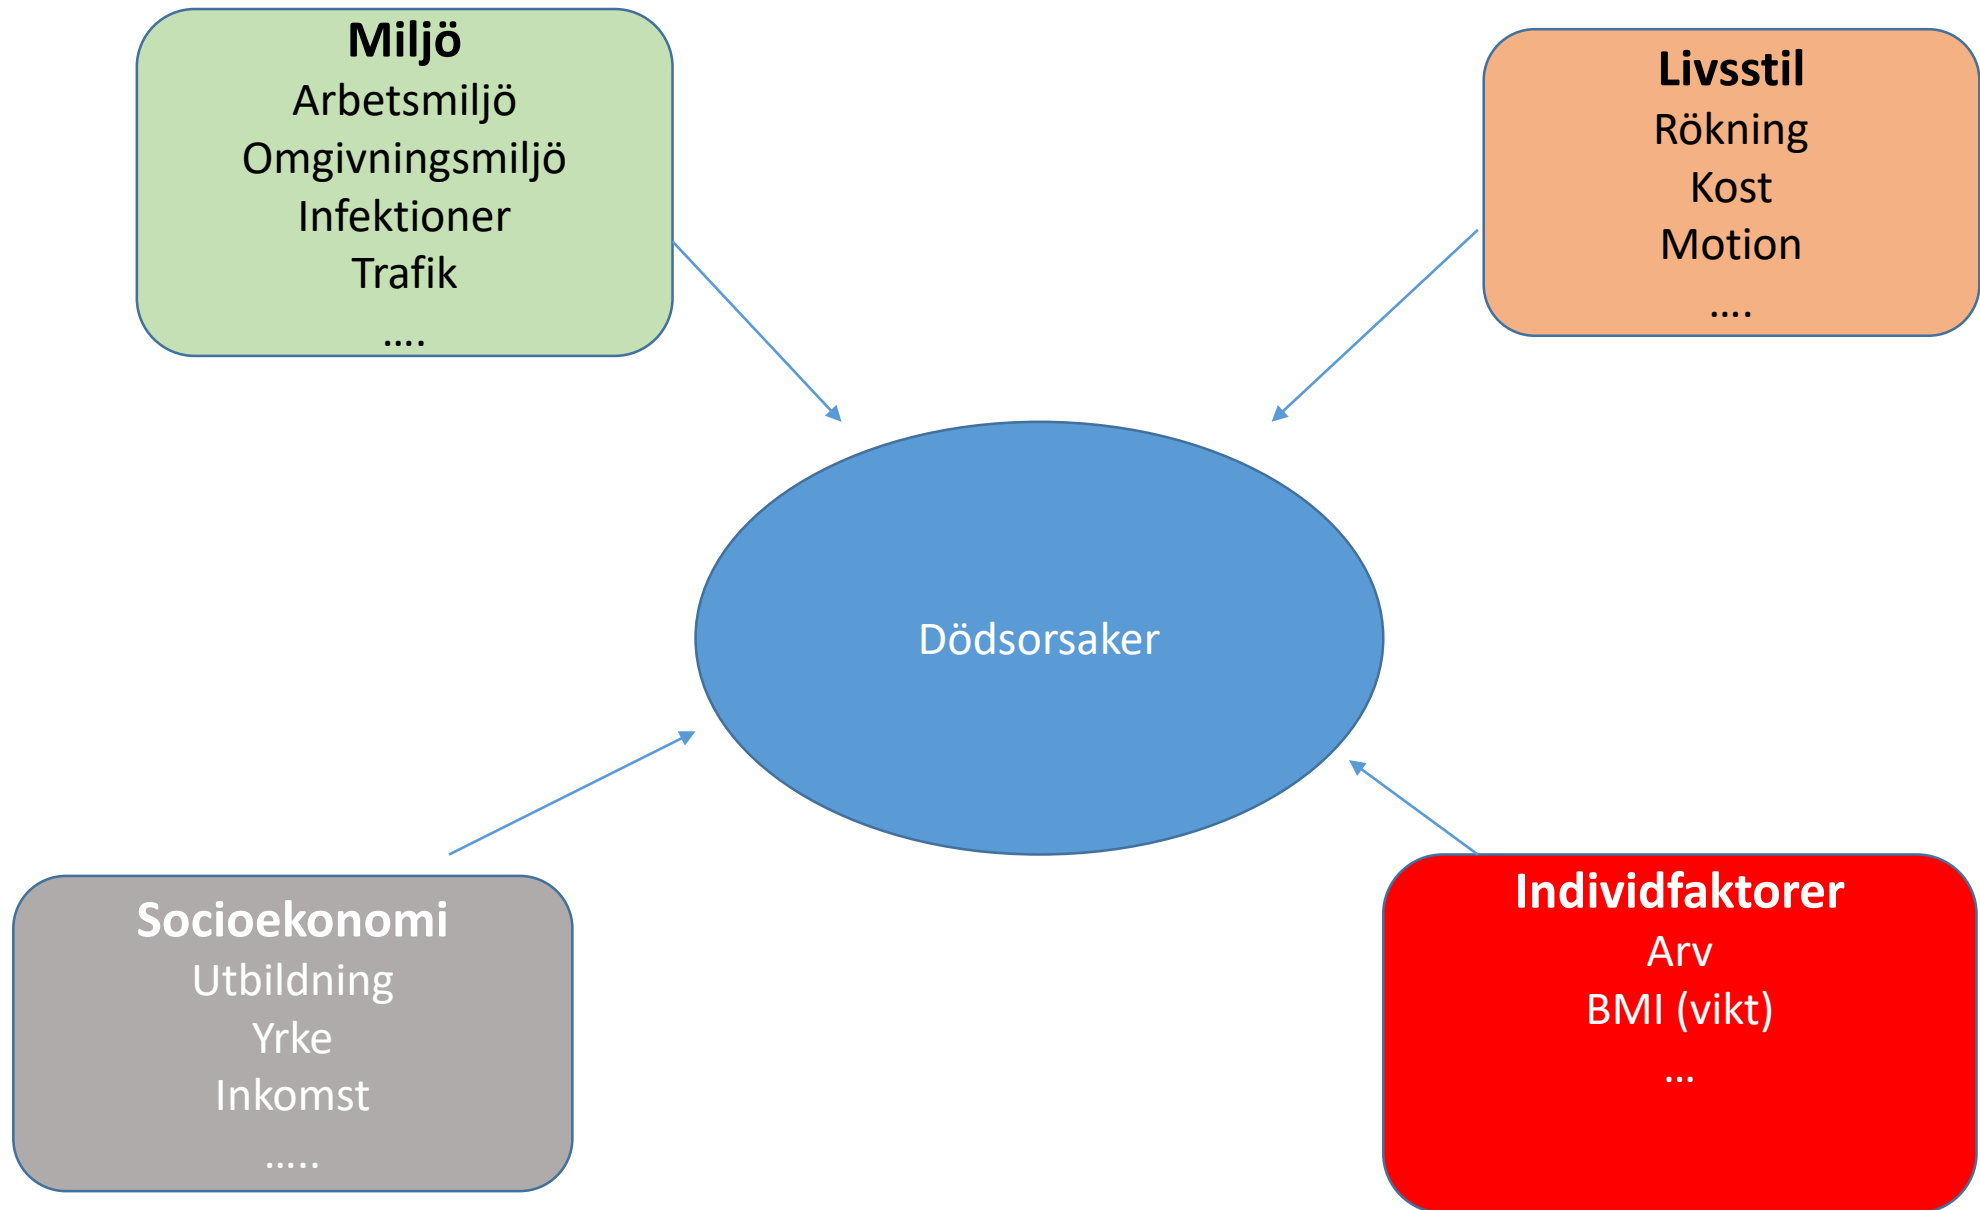 Miljö
Arbetsmiljö
Omgivningsmiljö
Infektioner
Trafik
....
Livsstil
Rökning
Kost
Motion
....
Dödsorsaker
Socioekonomi
Utbildning
Yrke
Inkomst
.....
Individfaktorer
Arv
BMI (vikt)
...